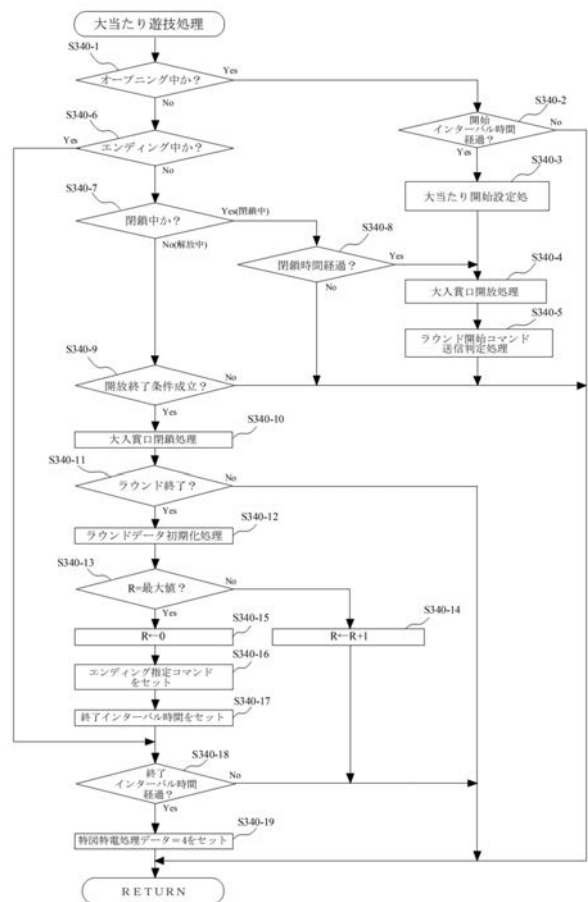 大当たり遊技処理
S340-1
オープニング中か？
Yes
No
S340-2
開始
インターバル時間
経過？
No
Yes
S340-6
Yes
エンディング中か？
No
S340-3
大当たり開始設定処
S340-7
閉鎖中か？
Yes(閉鎖中)
No(解放中)
S340-8
閉鎖時間経過？
Yes
No
S340-4
大入賞口開放処理
S340-5
ラウンド開始コマンド
送信判定処理
S340-9
開放終了条件成立？
No
Yes
S340-10
大入賞口閉鎖処理
S340-11
ラウンド終了？
No
Yes
S340-12
ラウンドデータ初期化処理
S340-13
R=最大値？
No
Yes
S340-14
R←R+1
S340-15
R←0
S340-16
エンディング指定コマンド
をセット
S340-17
終了インターバル時間をセット
S340-18
終了
インターバル時間
経過？
No
Yes
S340-19
特図特電処理データ＝4をセット
RETURN